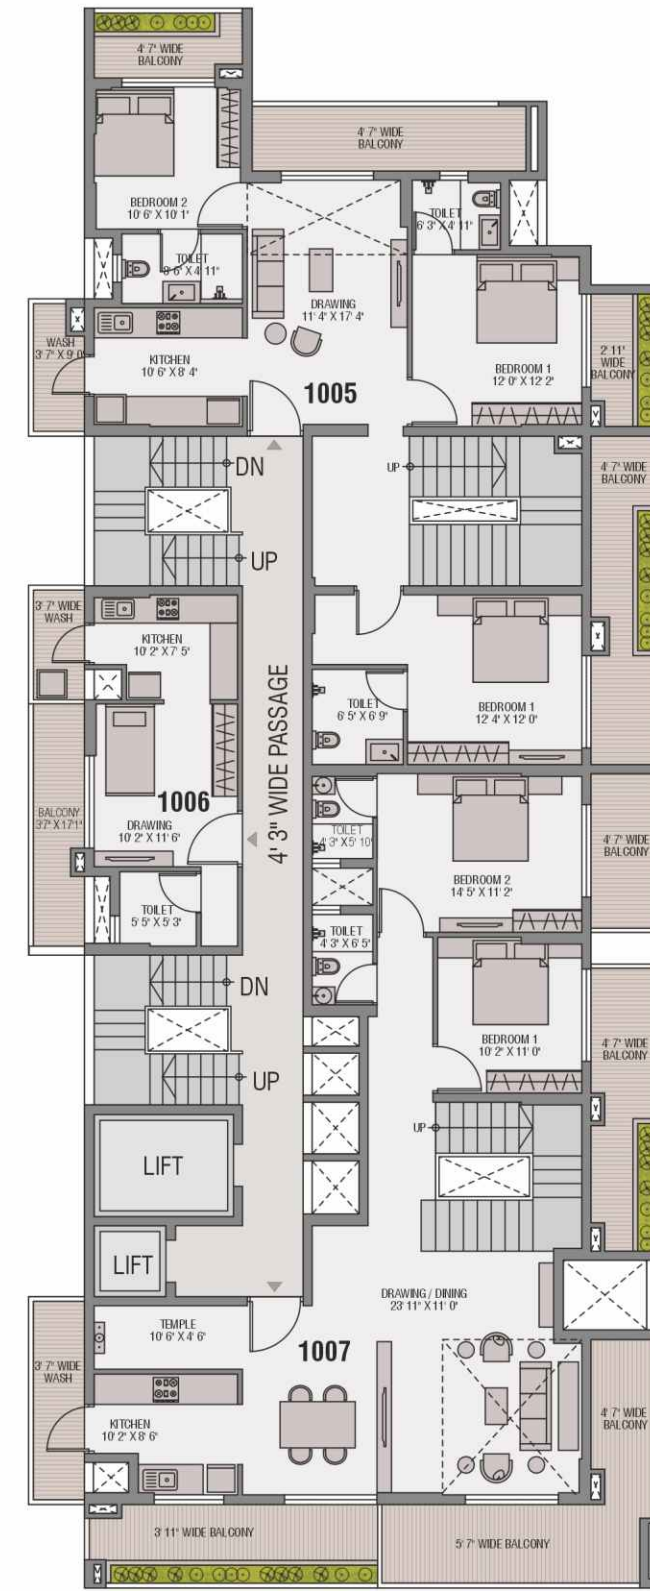 4' 7" WIDE
BALCONY
4' 7" WIDE
BALCONY
BEDROOM 2
10' 6" X 10' 1"
TOILET
6' 3" X 4' 11"
TOILET
8' 6" X 4' 11"
DRAWING
11' 4" X 17' 4"
WASH
3' 7" X 9' 0"
KITCHEN
10' 6" X 8' 4"
BEDROOM 1
12' 0" X 12' 2"
2' 11"
WIDE
BALCONY
1005
DN
UP
UP
4' 7" WIDE
BALCONY
3' 7" WIDE
WASH
KITCHEN
10' 2" X 7' 5"
4' 3" WIDE PASSAGE
TOILET
6' 5" X 6' 9"
BEDROOM 1
12' 4" X 12' 0"
1006
BALCONY
3'7" X 17'1"
DRAWING
10' 2" X 11' 6"
TOILET
4' 3" X 5' 10"
4' 7" WIDE
BALCONY
BEDROOM 2
14' 5" X 11' 2"
TOILET
5' 5" X 5' 3"
TOILET
4' 3" X 6' 5"
DN
UP
BEDROOM 1
10' 2" X 11' 0"
4' 7" WIDE
BALCONY
UP
LIFT
LIFT
DRAWING / DINING
23' 11" X 11' 0"
TEMPLE
10' 6" X 4' 6"
1007
3' 7" WIDE
WASH
KITCHEN
10' 2" X 8' 6"
4' 7" WIDE
BALCONY
3' 11" WIDE BALCONY
5' 7" WIDE BALCONY